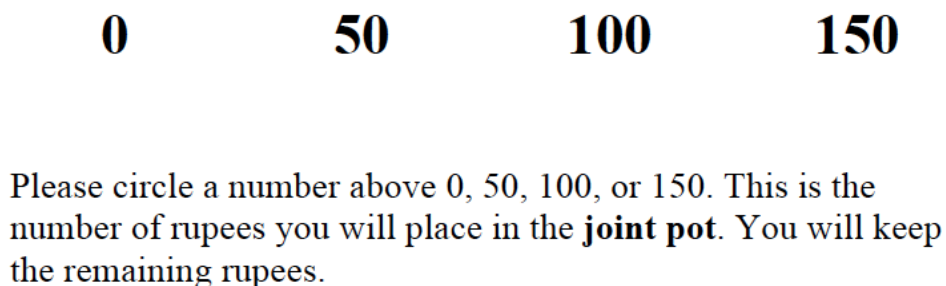 0 50 100 150
Please circle a number above 0, 50, 100, or 150. This is the
number of rupees you will place in the joint pot. You will keep
the remaining rupees.